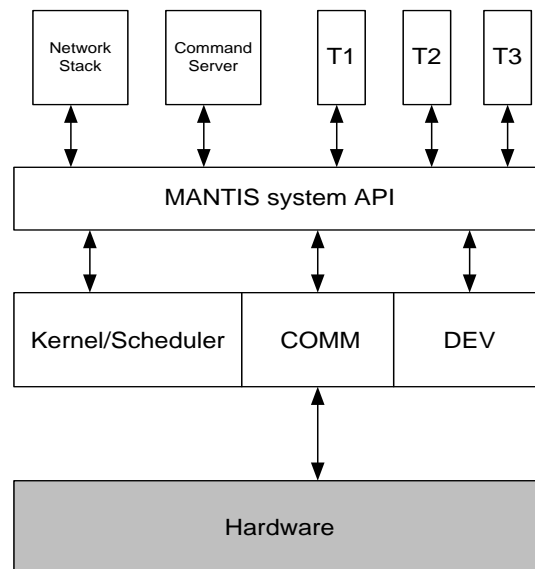 Network
Stack
Command
Server
T1
T2
T3
MANTIS system API
Kernel/Scheduler
COMM
DEV
Hardware